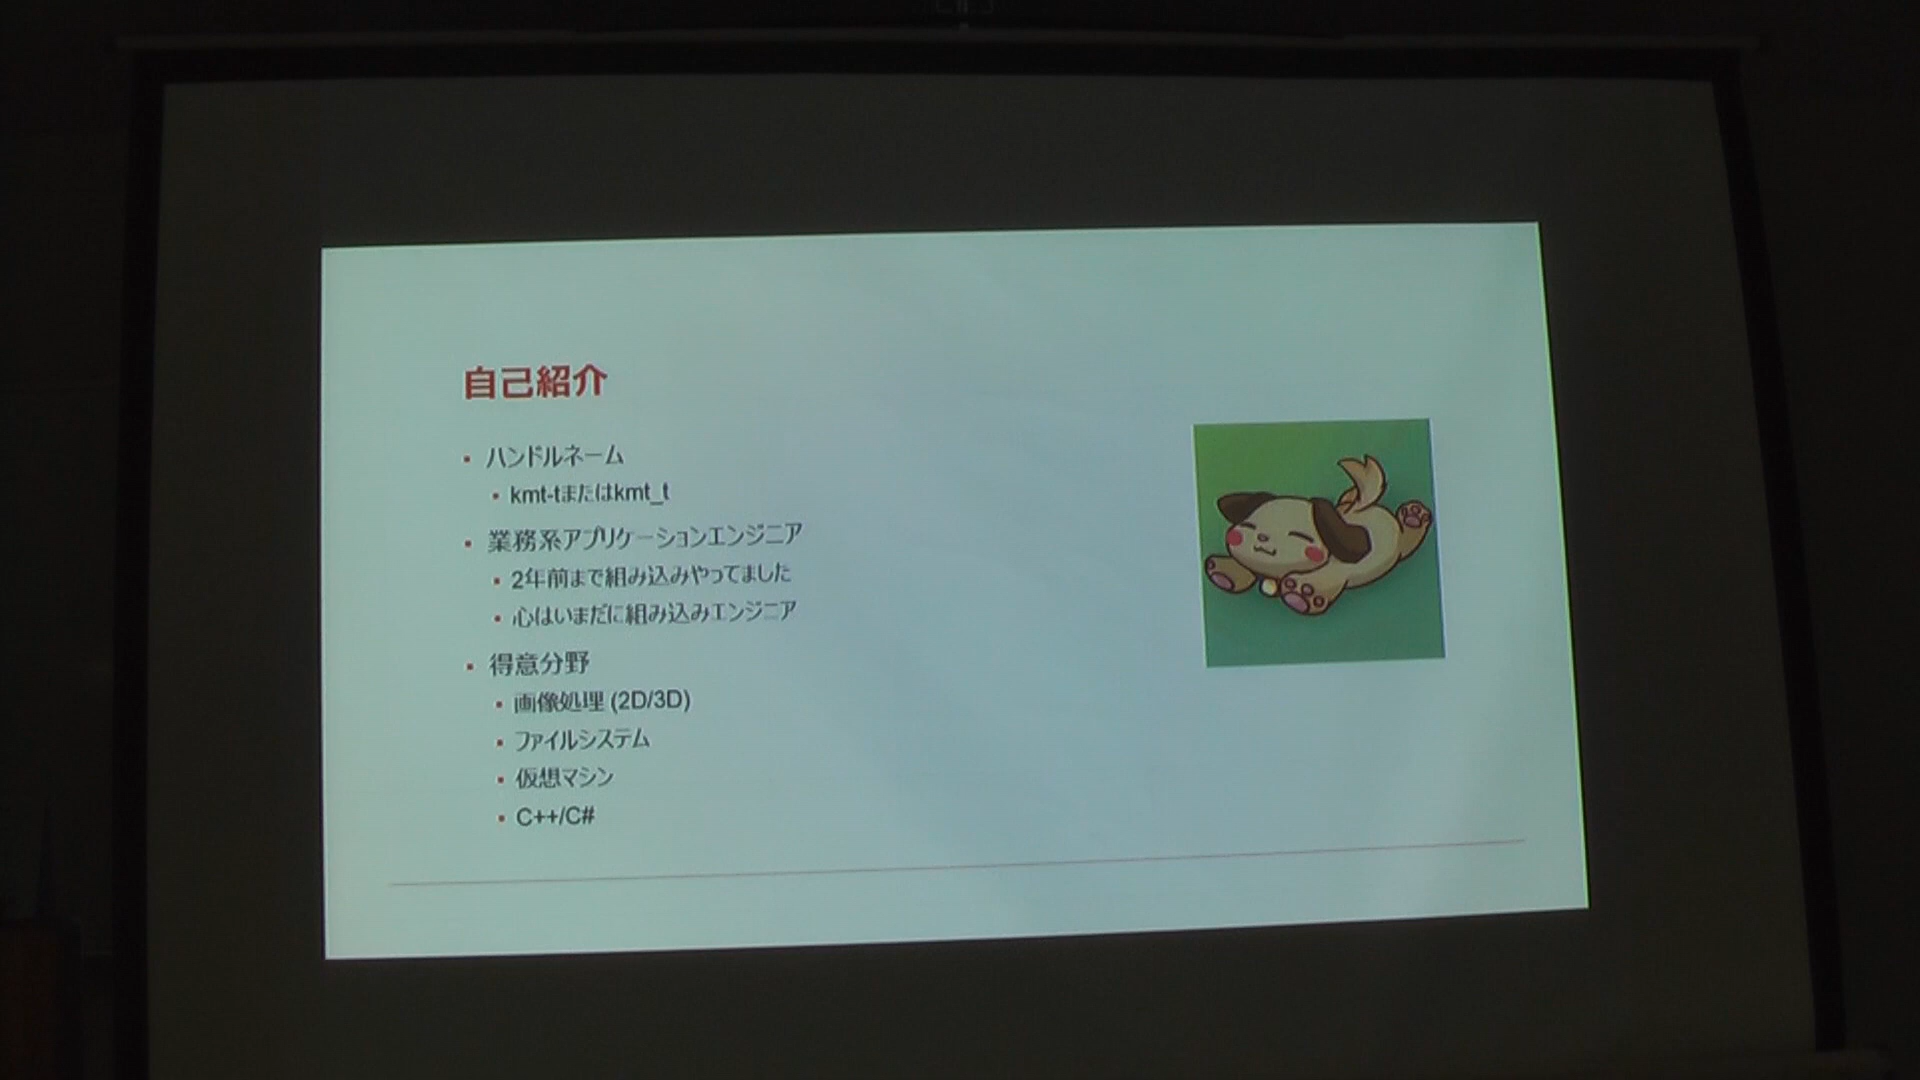 自己紹介
ハンドルネーム
kmt-tまたはkmt_t
業務系アプリケーションエンジニア
2年前まで組み込みやってました
心はいまだに組み込みエンジニア
得意分野
画像処理 (2D/3D)
ファイルシステム
仮想マシン
C++/C#